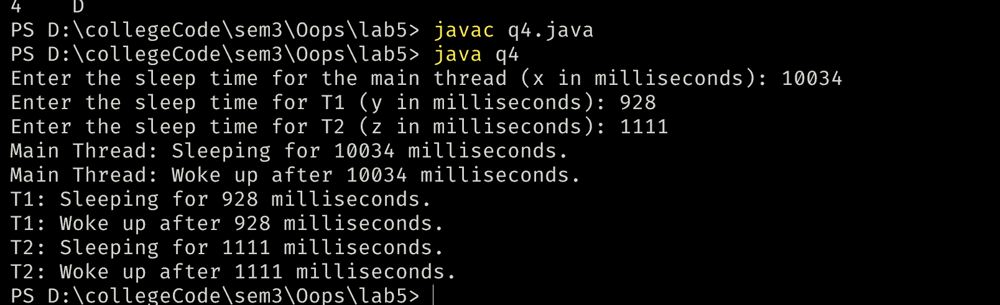 4    D
PS D:\collegeCode\sem3\Oops\lab5> javac q4.java
PS D:\collegeCode\sem3\Oops\lab5> java q4
Enter the sleep time for the main thread (x in milliseconds): 10034
Enter the sleep time for T1 (y in milliseconds): 928
Enter the sleep time for T2 (z in milliseconds): 1111
Main Thread: Sleeping for 10034 milliseconds.
Main Thread: Woke up after 10034 milliseconds.
T1: Sleeping for 928 milliseconds.
T1: Woke up after 928 milliseconds.
T2: Sleeping for 1111 milliseconds.
T2: Woke up after 1111 milliseconds.
PS D:\collegeCode\sem3\Oops\lab5>